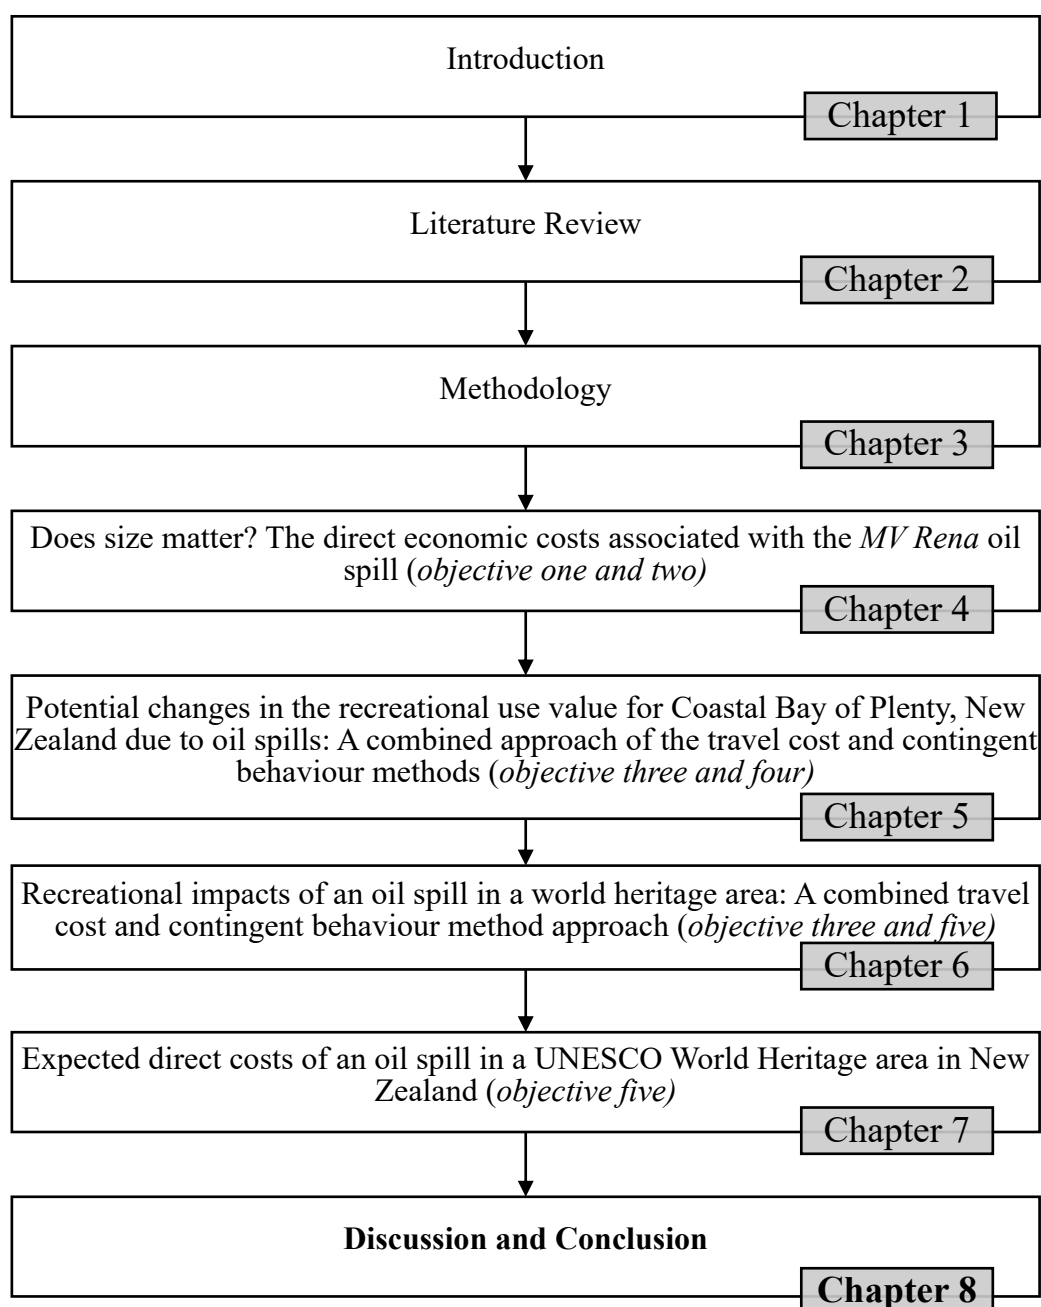 Introduction
Chapter 1
Literature Review
Chapter 2
Methodology
Chapter 3
Does size matter? The direct economic costs associated with the MV Rena oil
spill (objective one and two)
Chapter 4
Potential changes in the recreational use value for Coastal Bay of Plenty, New
Zealand due to oil spills: A combined approach of the travel cost and contingent
behaviour methods (objective three and four)
Chapter 5
Recreational impacts of an oil spill in a world heritage area: A combined travel
cost and contingent behaviour method approach (objective three and five)
Chapter 6
Expected direct costs of an oil spill in a UNESCO World Heritage area in New
Zealand (objective five)
Chapter 7
Discussion and Conclusion
Chapter 8